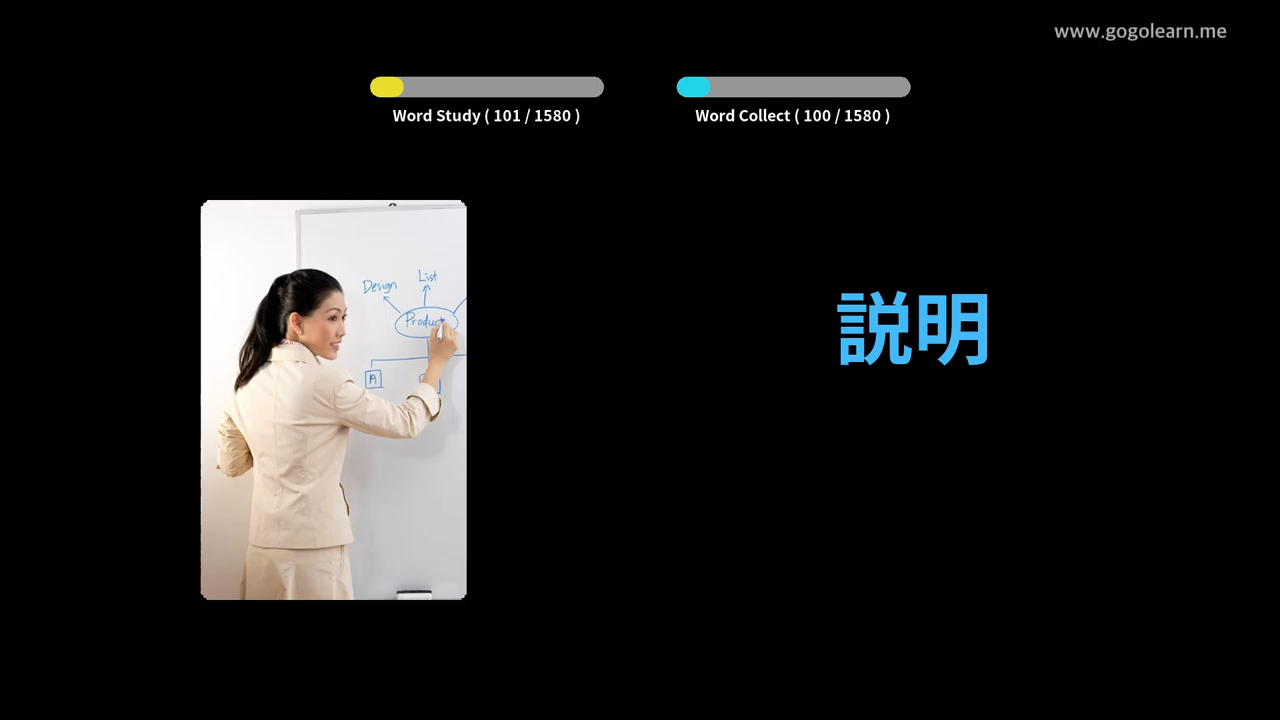 www.gogolearn.me
Word Study ( 101 / 1580 )
Word Collect ( 100 / 1580 )
List
Design
Product
A
説明